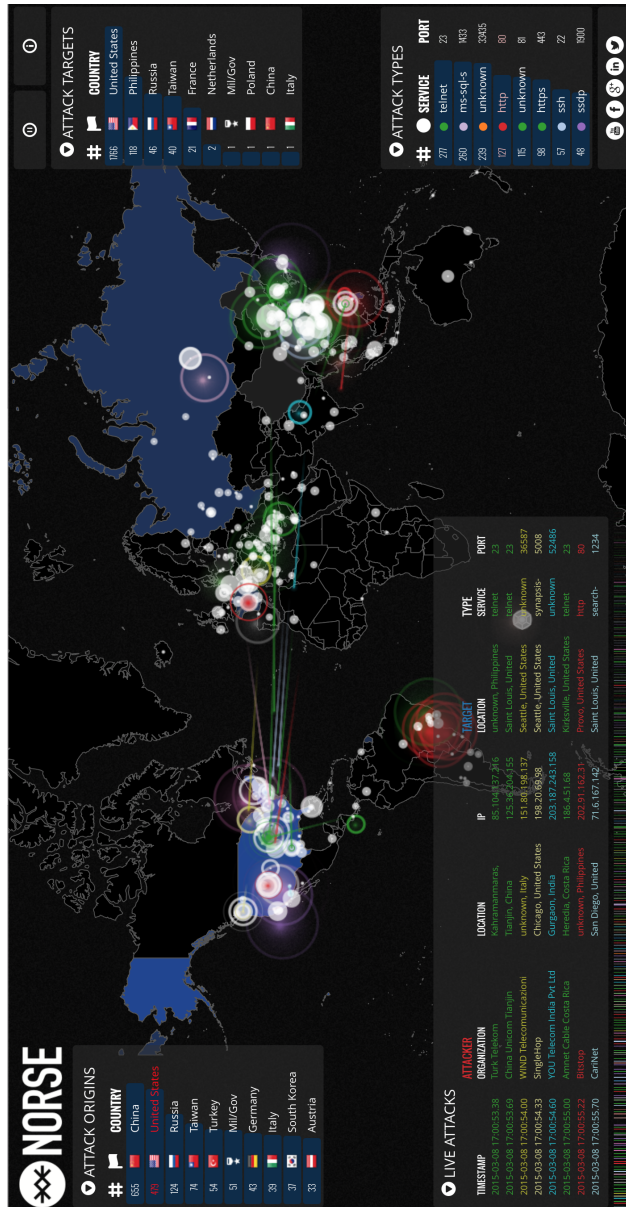 NORSE
ATTACK ORIGINS
# COUNTRY
655 China
479 United States
124 Russia
74 Taiwan
54 Turkey
51 Mil/Gov
43 Germany
39 Italy
37 South Korea
33 Austria
ATTACK TARGETS
# COUNTRY
1766 United States
118 Philippines
46 Russia
40 Taiwan
21 France
2 Netherlands
1 Mil/Gov
1 Poland
1 China
1 Italy
LIVE ATTACKS
ATTACKER TARGET TYPE
TIMESTAMP ORGANIZATION LOCATION IP LOCATION SERVICE PORT
2015-03-08 17:00:53.38 Turk Telekom Kahramanmaras, unknown, Philippines telnet 23
2015-03-08 17:00:53.69 China Unicom Tianjin Tianjin, China Saint Louis, United telnet 23
2015-03-08 17:00:54.00 WIND Telecomunicazioni unknown, Italy 151.80.198.137 Seattle, United States unknown 36587
2015-03-08 17:00:54.33 SingleHop Chicago, United States 198.20.69.98 Seattle, United States synapsis- 5008
2015-03-08 17:00:54.60 YOU Telecom India Pvt Ltd Gurgaon, India 203.187.243.158 Saint Louis, United unknown 52486
2015-03-08 17:00:55.00 Amnet Cable Costa Rica Heredia, Costa Rica 186.4.51.68 Kirksville, United States telnet 23
2015-03-08 17:00:55.22 Bitstop unknown, Philippines 202.91.162.31 Provo, United States http 80
2015-03-08 17:00:55.70 CariNet San Diego, United 71.6.167.142 Saint Louis, United search- 1234
ATTACK TYPES
# SERVICE PORT
277 telnet 23
260 ms-sql-s 1433
239 unknown 33435
127 http 80
115 unknown 81
98 https 443
57 ssh 22
48 ssdp 1900